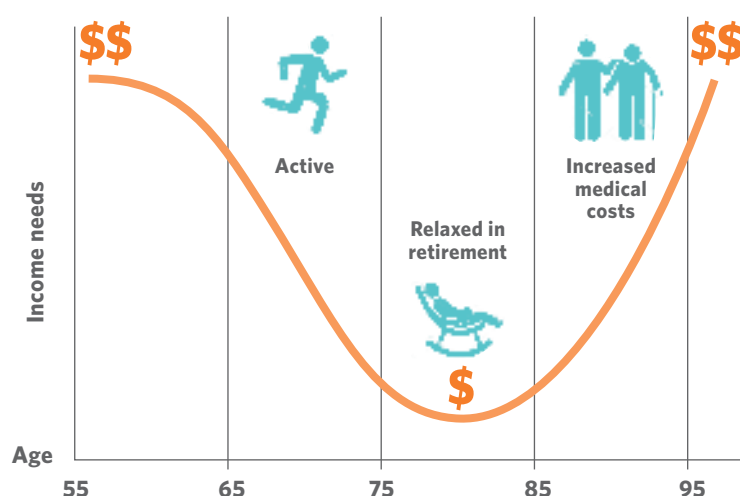 $$
$$
Active
Increased
medical
costs
Relaxed in
retirement
$
Income needs
Age
55
65
75
85
95